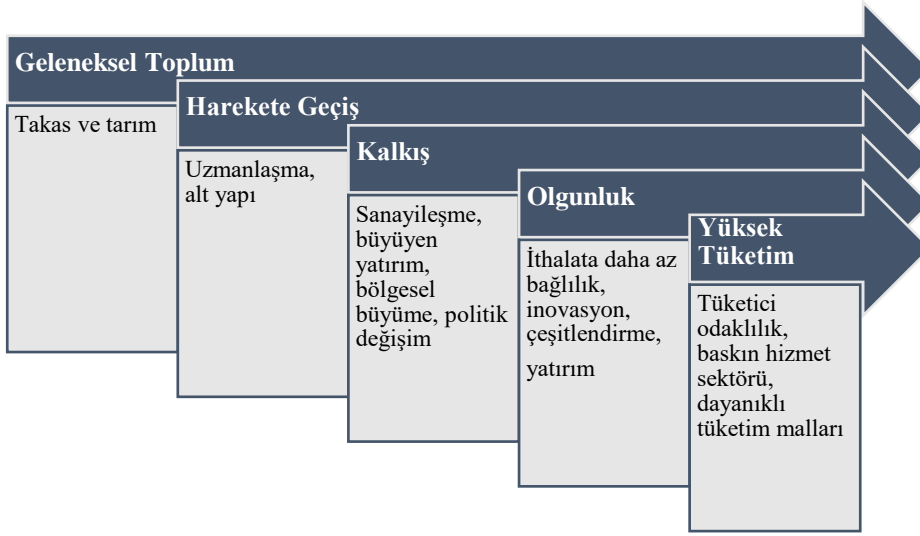 Geleneksel Toplum
Takas ve tarım
Harekete Geçiş
Uzmanlaşma,
alt yapı
Kalkış
Sanayileşme,
büyüyen
yatırım,
bölgesel
büyüme, politik
değişim
Olgunluk
İthalata daha az
bağlılık,
inovasyon,
çeşitlendirme,
yatırım
Yüksek
Tüketim
Tüketici
odaklılık,
baskın hizmet
sektörü,
dayanıklı
tüketim malları